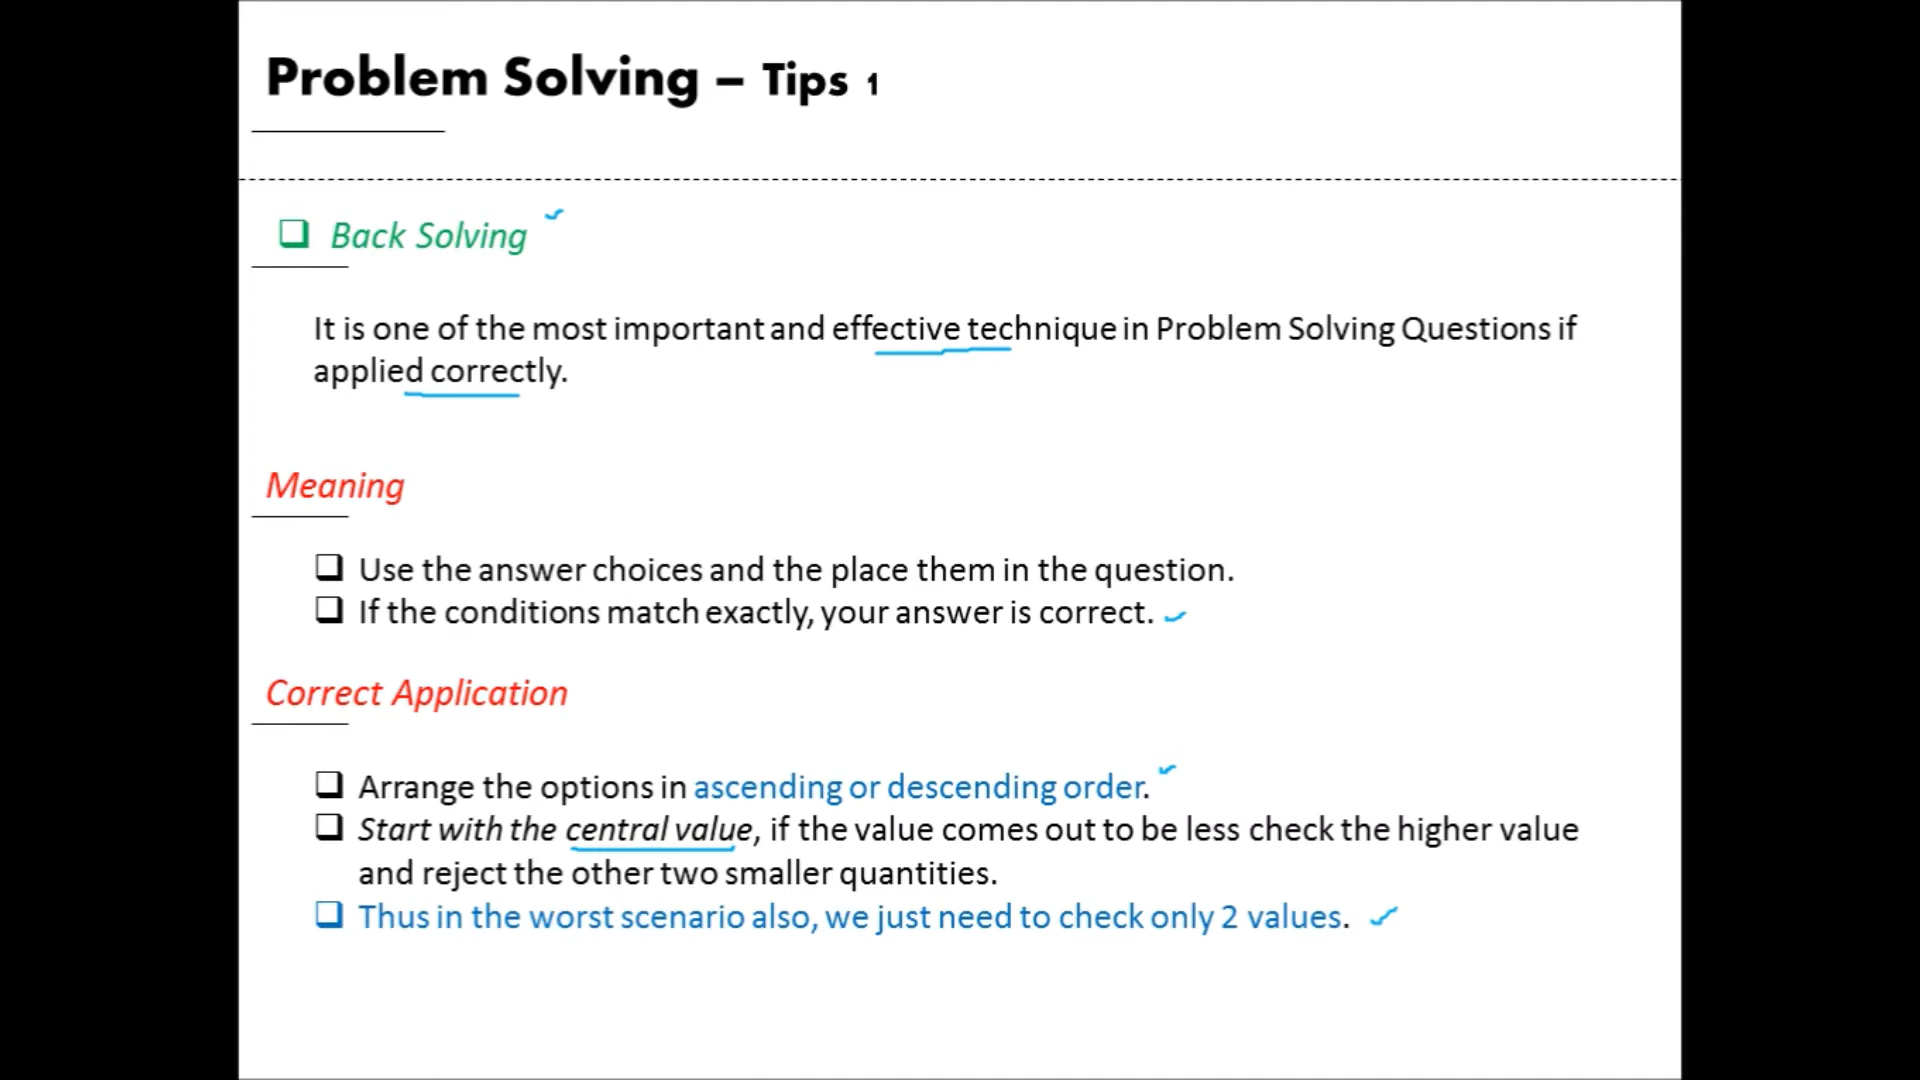 Problem Solving – Tips 1
Back Solving
It is one of the most important and effective technique in Problem Solving Questions if
applied correctly.
Meaning
Use the answer choices and the place them in the question.
If the conditions match exactly, your answer is correct.
Correct Application
Arrange the options in ascending or descending order.
Start with the central value, if the value comes out to be less check the higher value
and reject the other two smaller quantities.
Thus in the worst scenario also, we just need to check only 2 values.